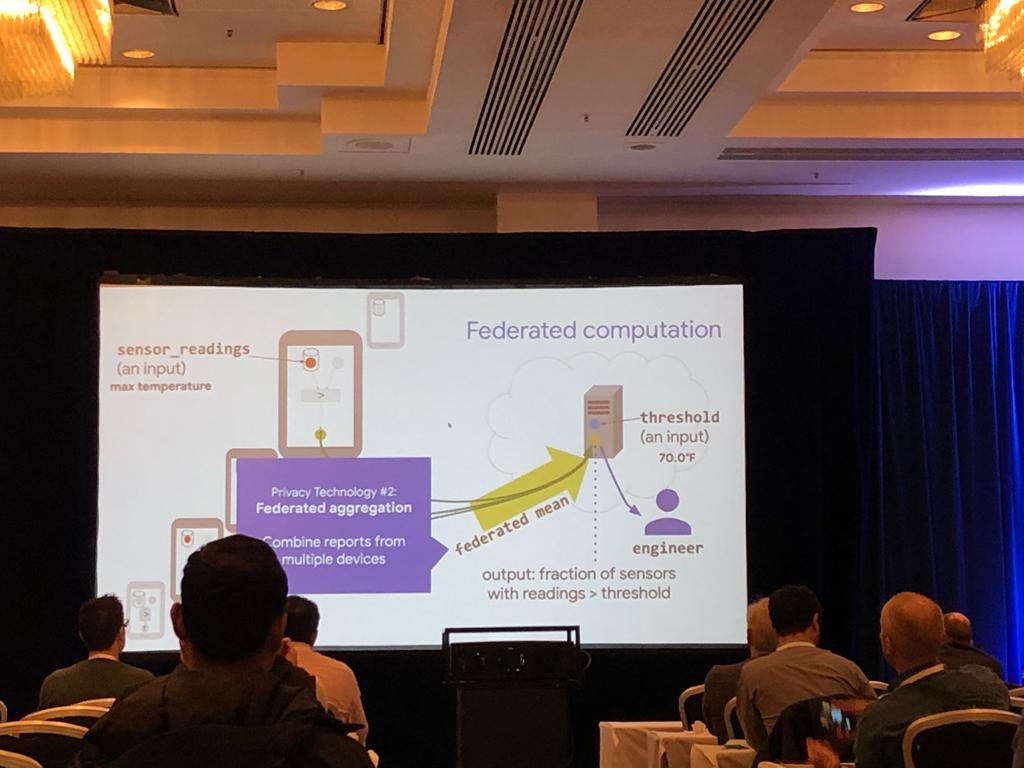 Federated computation
sensor_readings
(an input)
max temperature
>
threshold
(an input)
70.0°F
Privacy Technology #2:
Federated aggregation
Combine reports from
multiple devices
federated mean
engineer
output: fraction of sensors
with readings > threshold
>